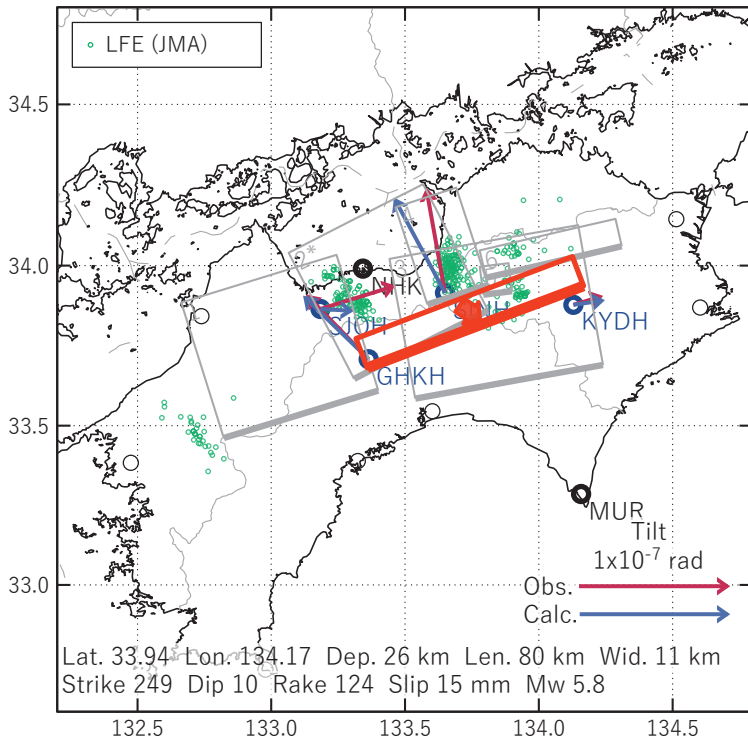 LFE (JMA)
34.5
34.0
33.5
33.0
NHK
KYDH
GHKH
MUR
Tilt
1x10⁻⁷ rad
Obs.
Calc.
Lat. 33.94 Lon. 134.17 Dep. 26 km Len. 80 km Wid. 11 km
Strike 249 Dip 10 Rake 124 Slip 15 mm Mw 5.8
132.5 133.0 133.5 134.0 134.5